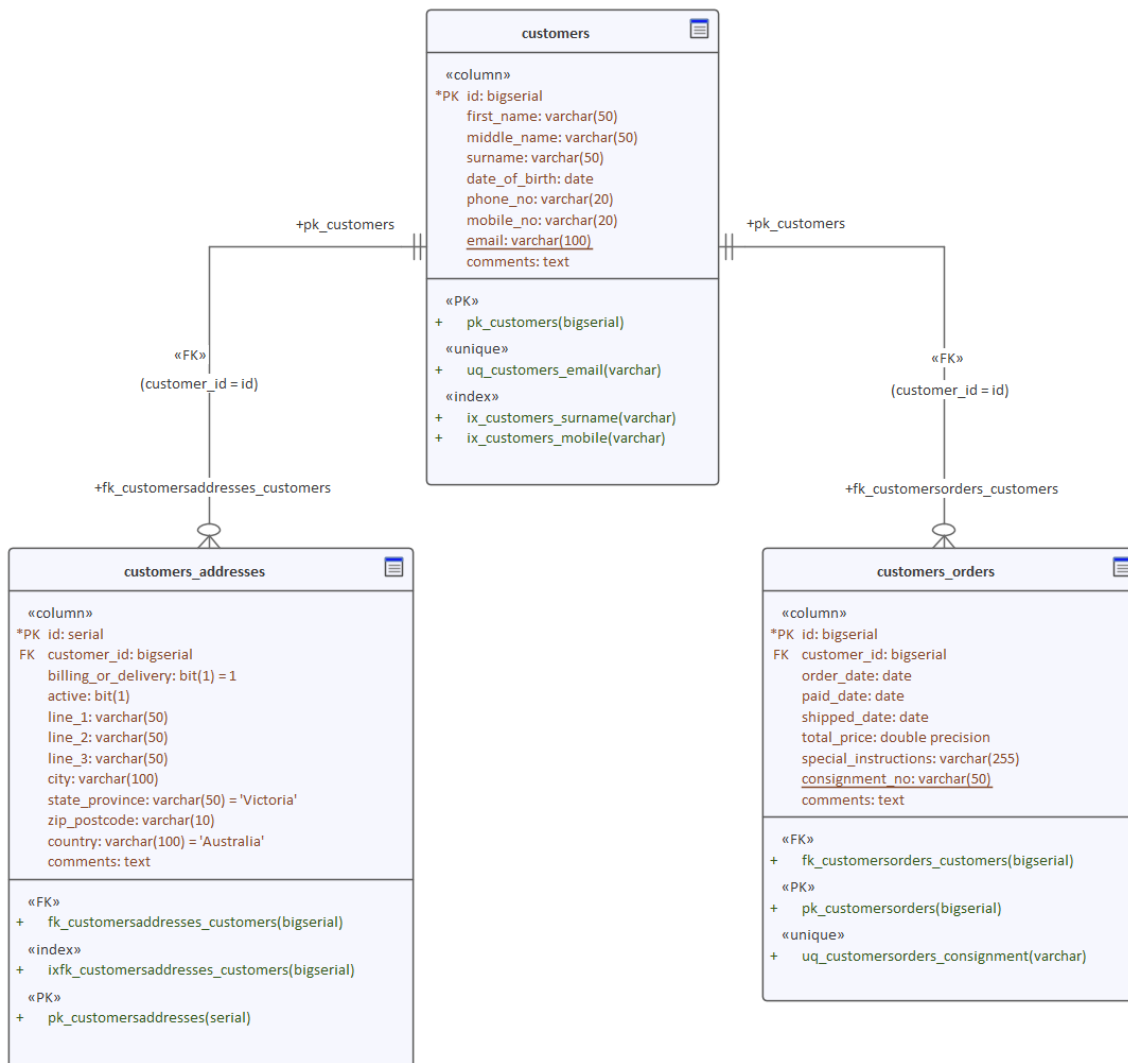 customers
«column»
*PK id: bigserial
first_name: varchar(50)
middle_name: varchar(50)
surname: varchar(50)
date_of_birth: date
phone_no: varchar(20)
mobile_no: varchar(20)
email: varchar(100)
comments: text
«PK»
+ pk_customers(bigserial)
«unique»
+ uq_customers_email(varchar)
«index»
+ ix_customers_surname(varchar)
+ ix_customers_mobile(varchar)
+pk_customers
«FK»
(customer_id = id)
+fk_customersaddresses_customers
+pk_customers
«FK»
(customer_id = id)
+fk_customersorders_customers
customers_addresses
«column»
*PK id: serial
FK customer_id: bigserial
billing_or_delivery: bit(1) = 1
active: bit(1)
line_1: varchar(50)
line_2: varchar(50)
line_3: varchar(50)
city: varchar(100)
state_province: varchar(50) = 'Victoria'
zip_postcode: varchar(10)
country: varchar(100) = 'Australia'
comments: text
«FK»
+ fk_customersaddresses_customers(bigserial)
«index»
+ ixfk_customersaddresses_customers(bigserial)
«PK»
+ pk_customersaddresses(serial)
customers_orders
«column»
*PK id: bigserial
FK customer_id: bigserial
order_date: date
paid_date: date
shipped_date: date
total_price: double precision
special_instructions: varchar(255)
consignment_no: varchar(50)
comments: text
«FK»
+ fk_customersorders_customers(bigserial)
«PK»
+ pk_customersorders(bigserial)
«unique»
+ uq_customersorders_consignment(varchar)